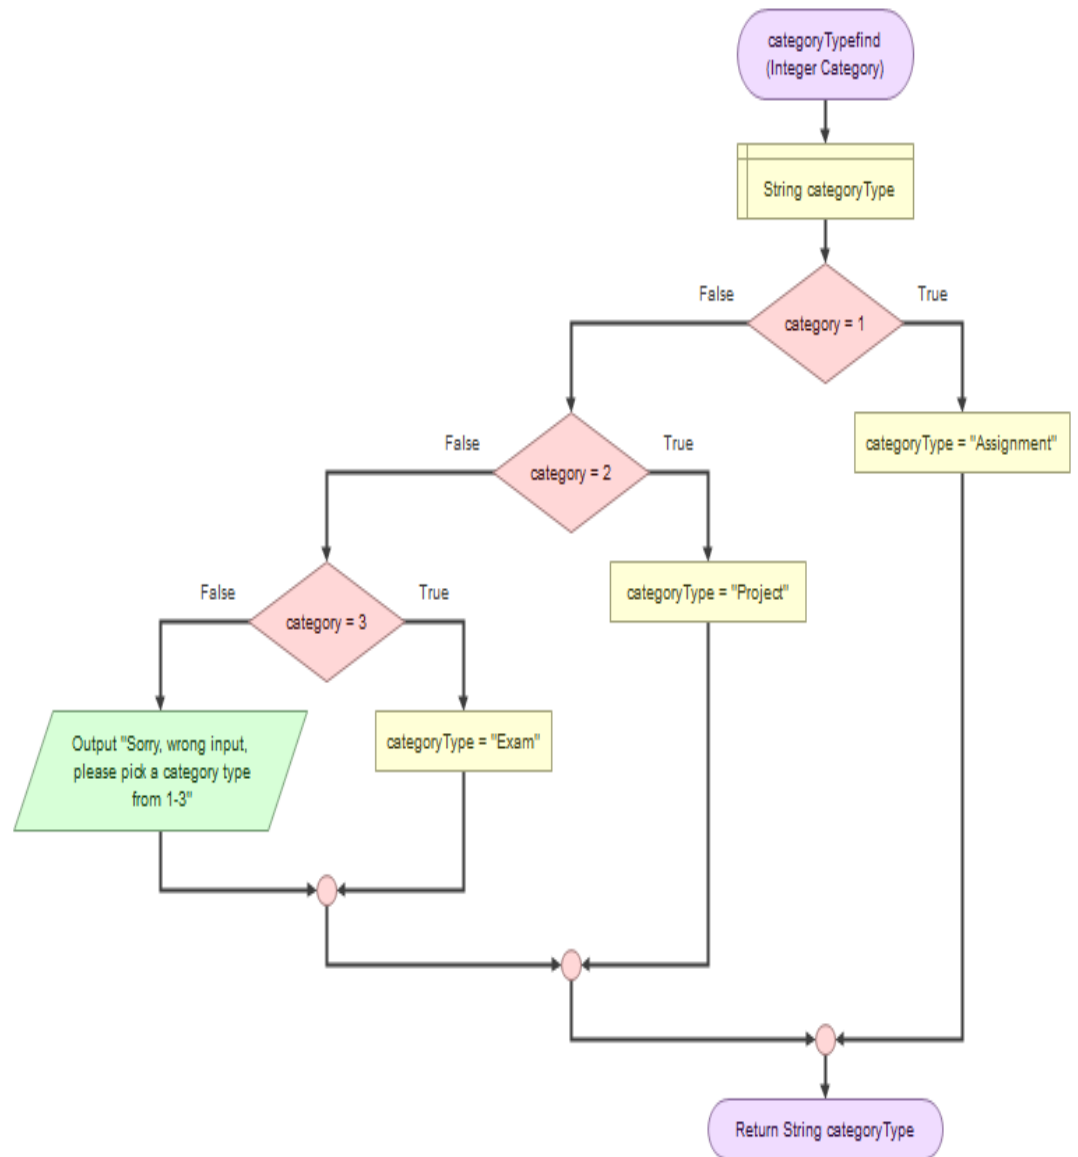 categoryTypefind
(Integer Category)
String categoryType
False
True
category = 1
categoryType = "Assignment"
False
True
category = 2
categoryType = "Project"
False
True
category = 3
Output "Sorry, wrong input,
please pick a category type
from 1-3"
categoryType = "Exam"
Return String categoryType